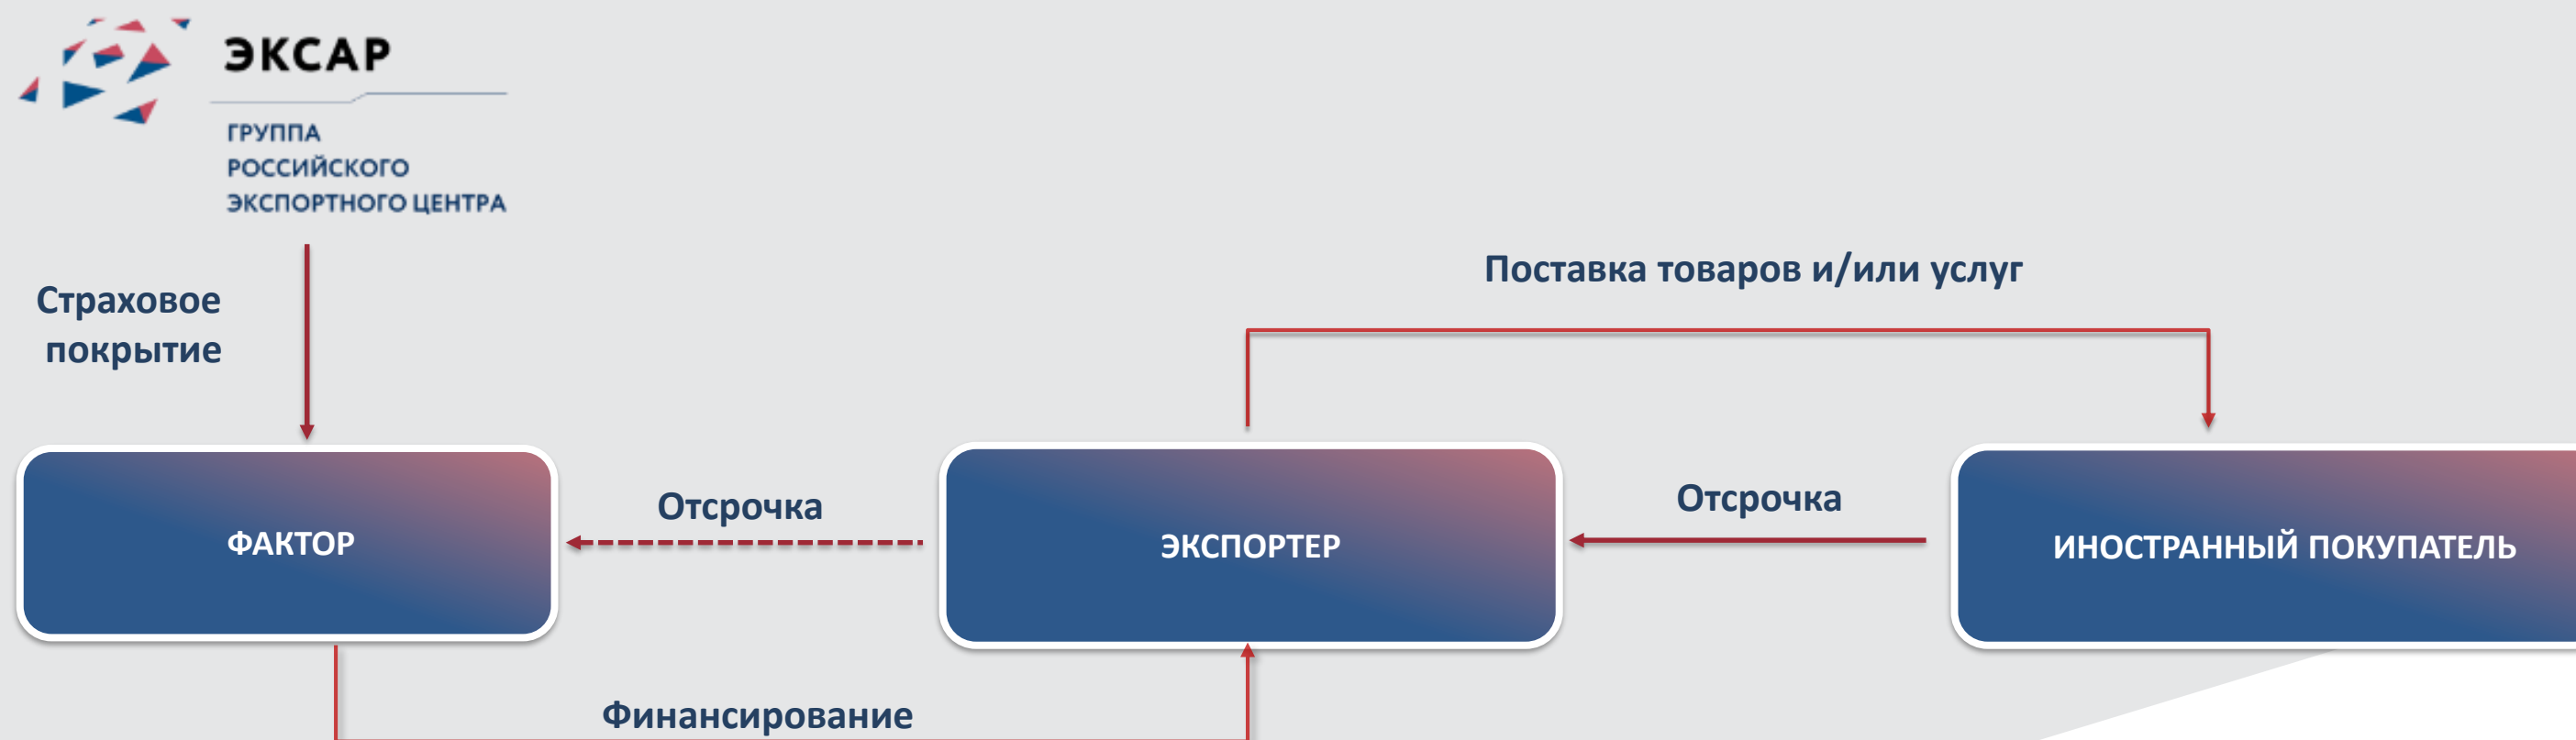 ЭКСАР
ГРУППА
РОССИЙСКОГО
ЭКСПОРТНОГО ЦЕНТРА
Страховое
покрытие
Поставка товаров и/или услуг
ФАКТОР
Отсрочка
ЭКСПОРТЕР
Отсрочка
ИНОСТРАННЫЙ ПОКУПАТЕЛЬ
Финансирование